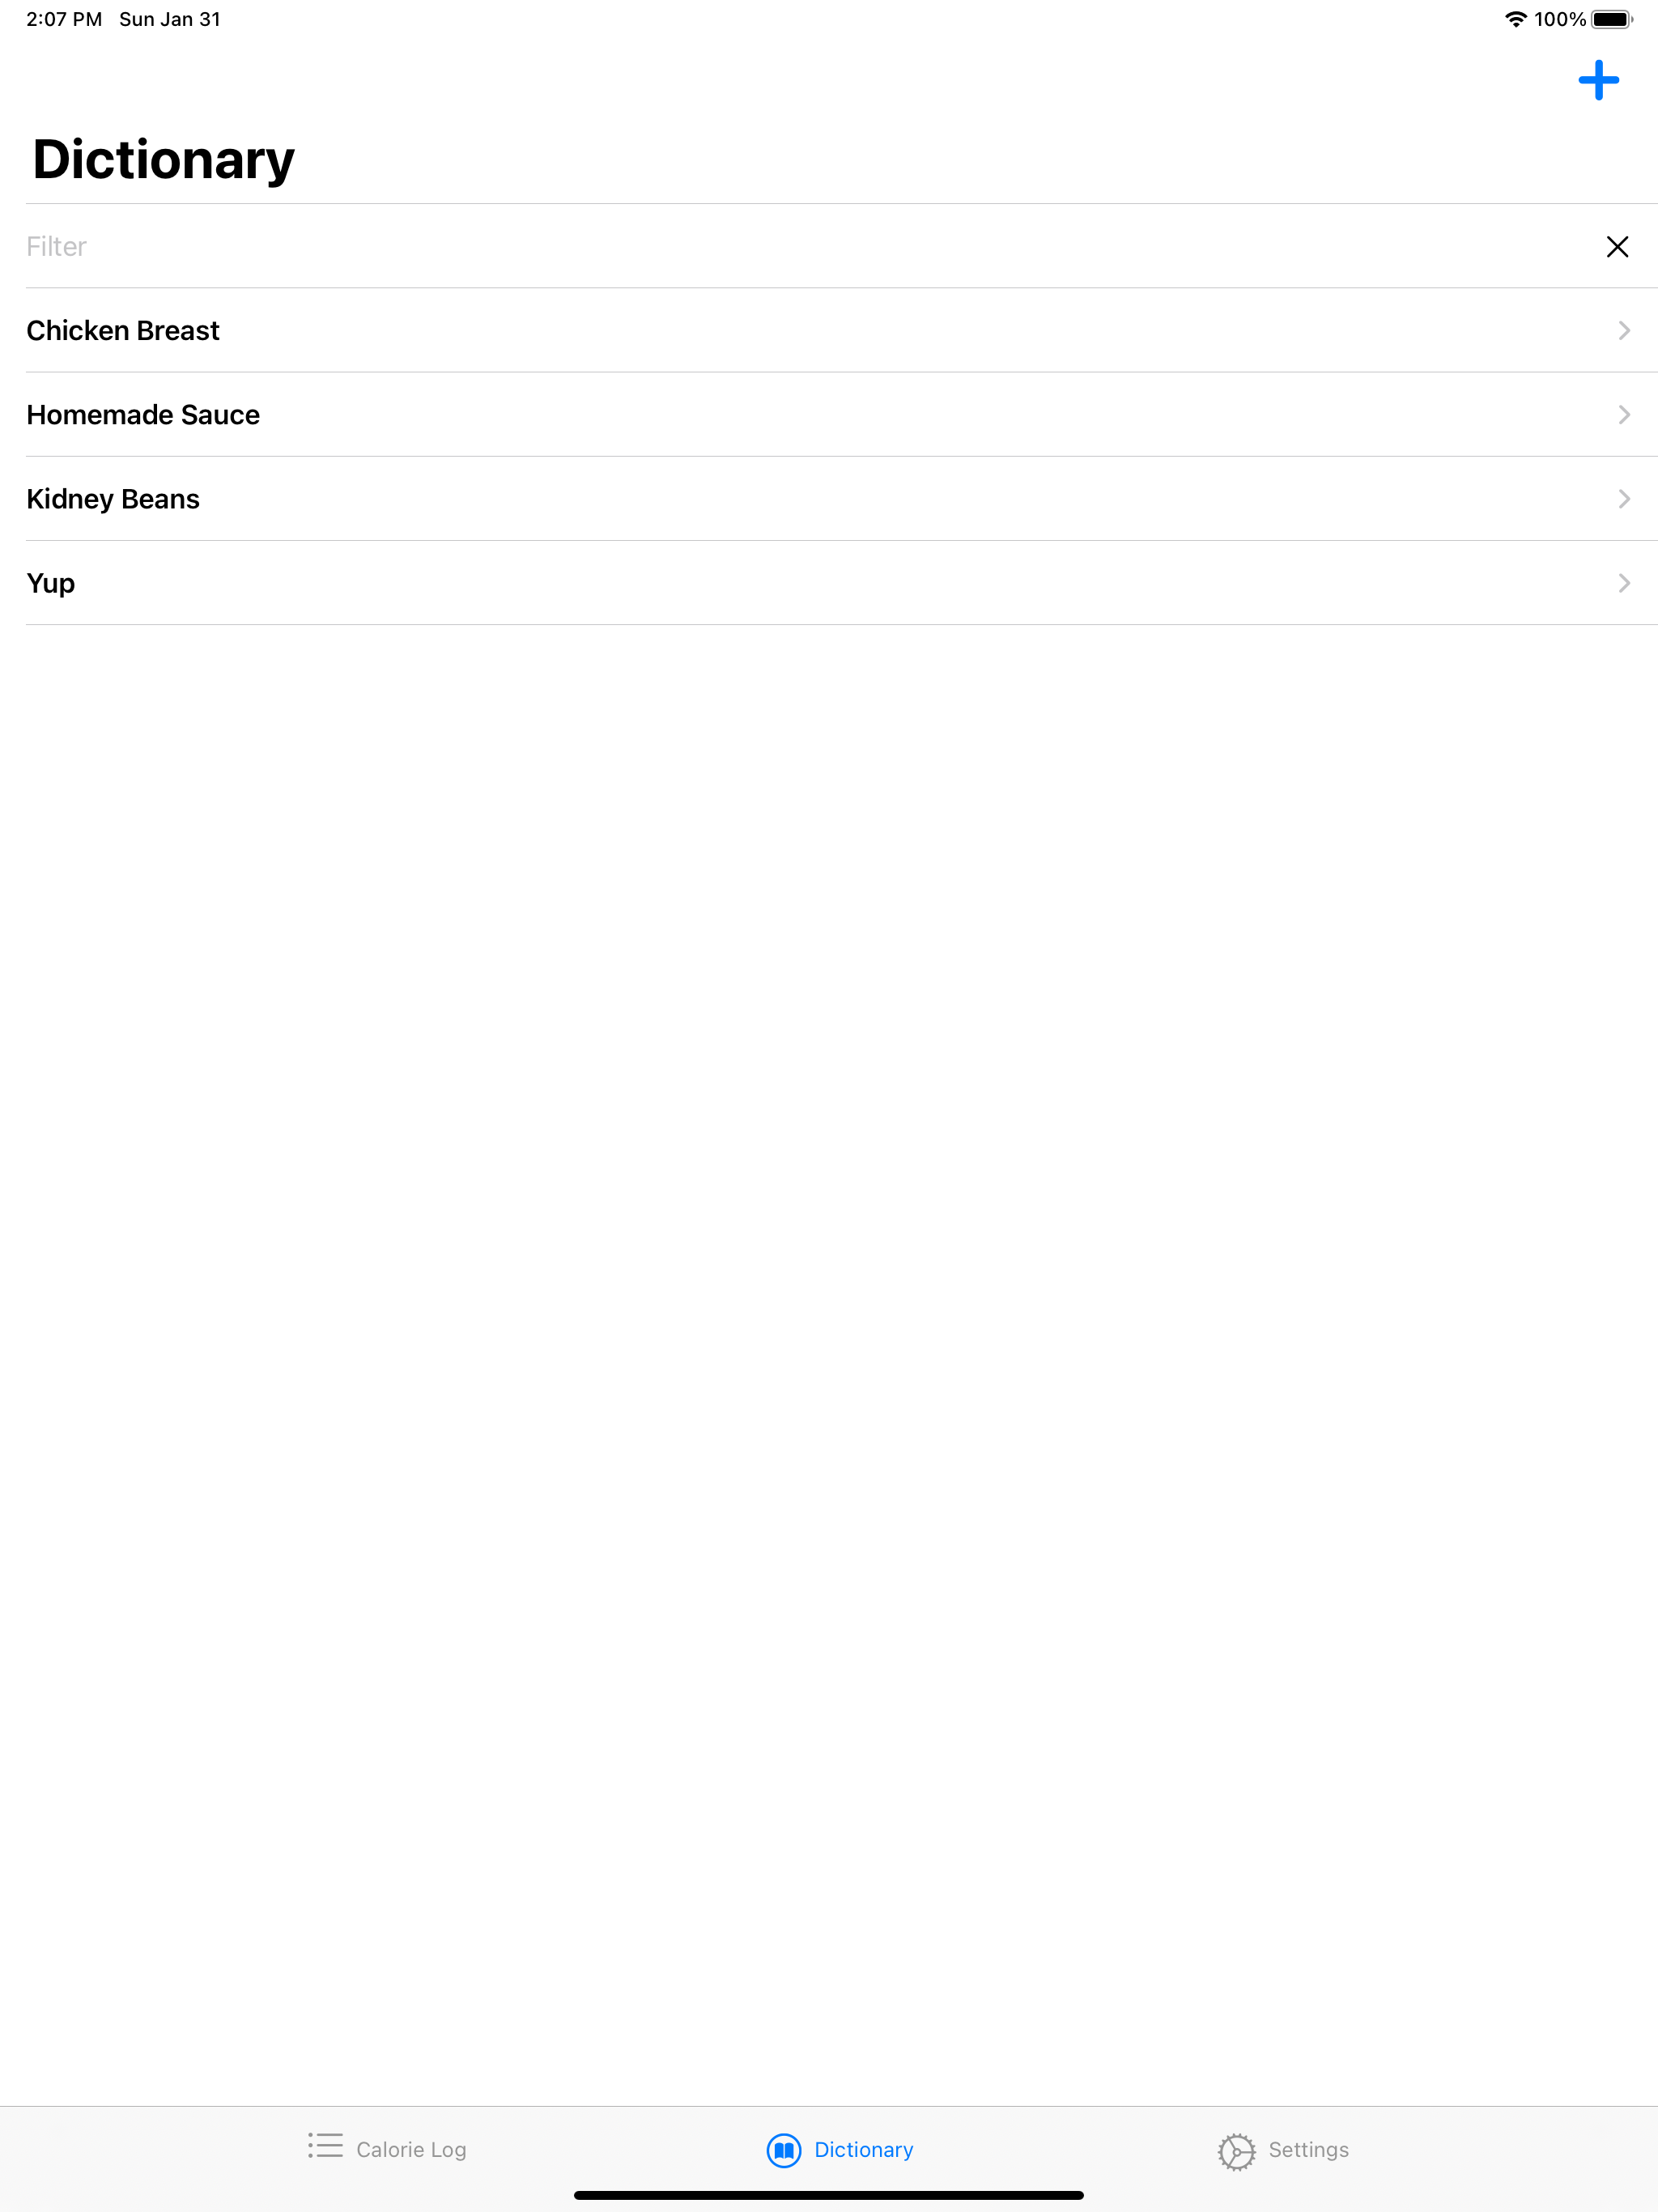 2:07 PM Sun Jan 31 100%
Dictionary
Filter
Chicken Breast
Homemade Sauce
Kidney Beans
Yup
Calorie Log Dictionary Settings